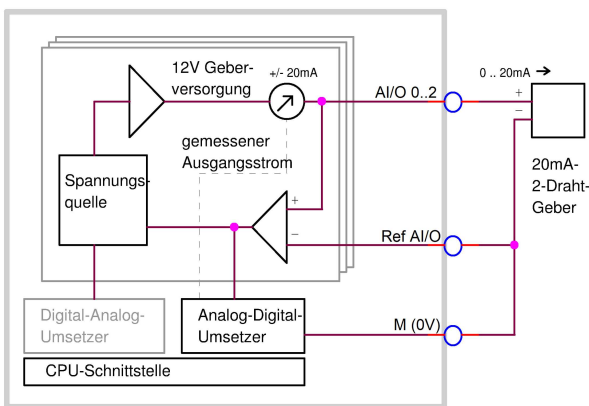 12V Geber-
versorgung
+/- 20mA
0 .. 20mA →
AI/O 0..2
+
−
gemessener
Ausgangsstrom
20mA-
2-Draht-
Geber
Spannungs-
quelle
+
−
Ref AI/O
Digital-Analog-
Umsetzer
Analog-Digital-
Umsetzer
M (0V)
CPU-Schnittstelle